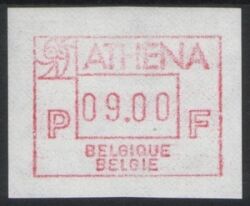 ATHENA
P 09.00 F
BELGIQUE
BELGIE